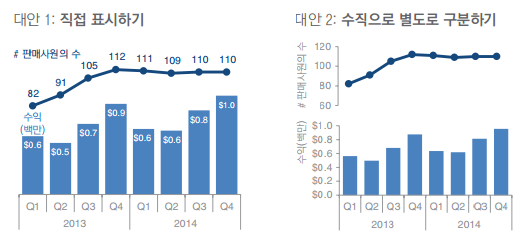 대안 1: 직접 표시하기
# 판매사원의 수
82 91 105 112 111 109 110 110
수익
(백만)
$0.6 $0.5 $0.7 $0.9 $0.6 $0.6 $0.8 $1.0
Q1 Q2 Q3 Q4 Q1 Q2 Q3 Q4
2013 2014
대안 2: 수직으로 별도로 구분하기
# 판매사원의 수
120
100
80
60
수익(백만)
$1.0
$0.8
$0.6
$0.4
$0.2
$0.0
Q1 Q2 Q3 Q4 Q1 Q2 Q3 Q4
2013 2014